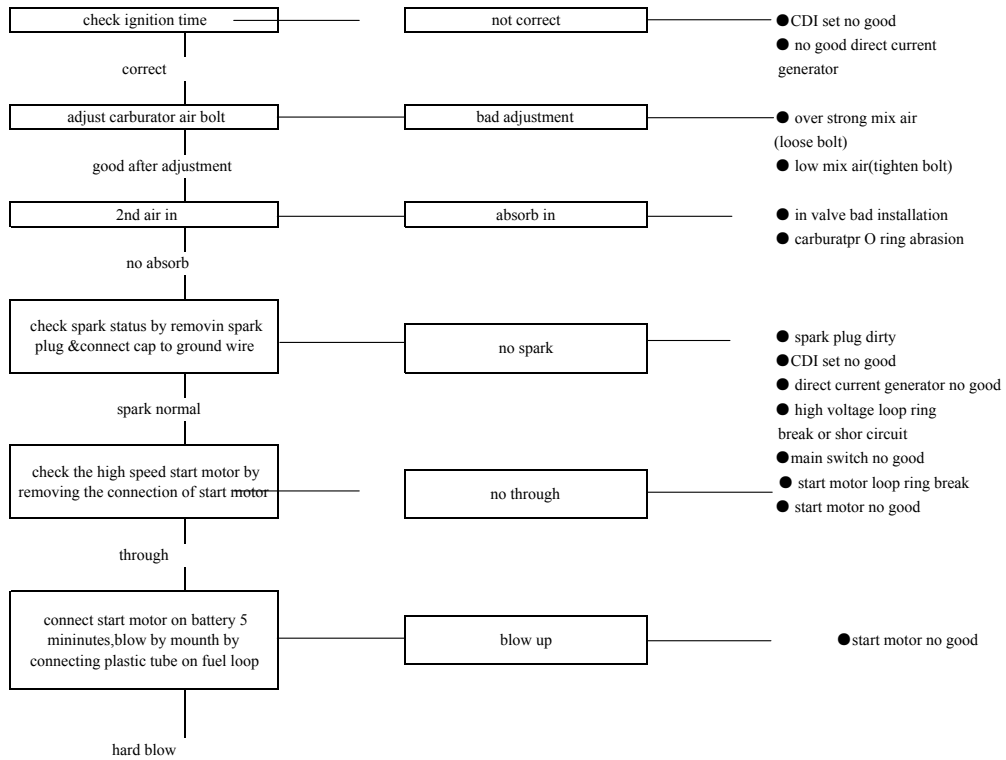 check ignition time
not correct
●CDI set no good
● no good direct current
generator
correct
adjust carburator air bolt
bad adjustment
● over strong mix air
(loose bolt)
● low mix air(tighten bolt)
good after adjustment
2nd air in
absorb in
● in valve bad installation
● carburatpr O ring abrasion
no absorb
check spark status by removin spark
plug &connect cap to ground wire
no spark
● spark plug dirty
●CDI set no good
● direct current generator no good
● high voltage loop ring
break or shor circuit
●main switch no good
spark normal
check the high speed start motor by
removing the connection of start motor
no through
● start motor loop ring break
● start motor no good
through
connect start motor on battery 5
mininutes,blow by mounth by
connecting plastic tube on fuel loop
blow up
●start motor no good
hard blow